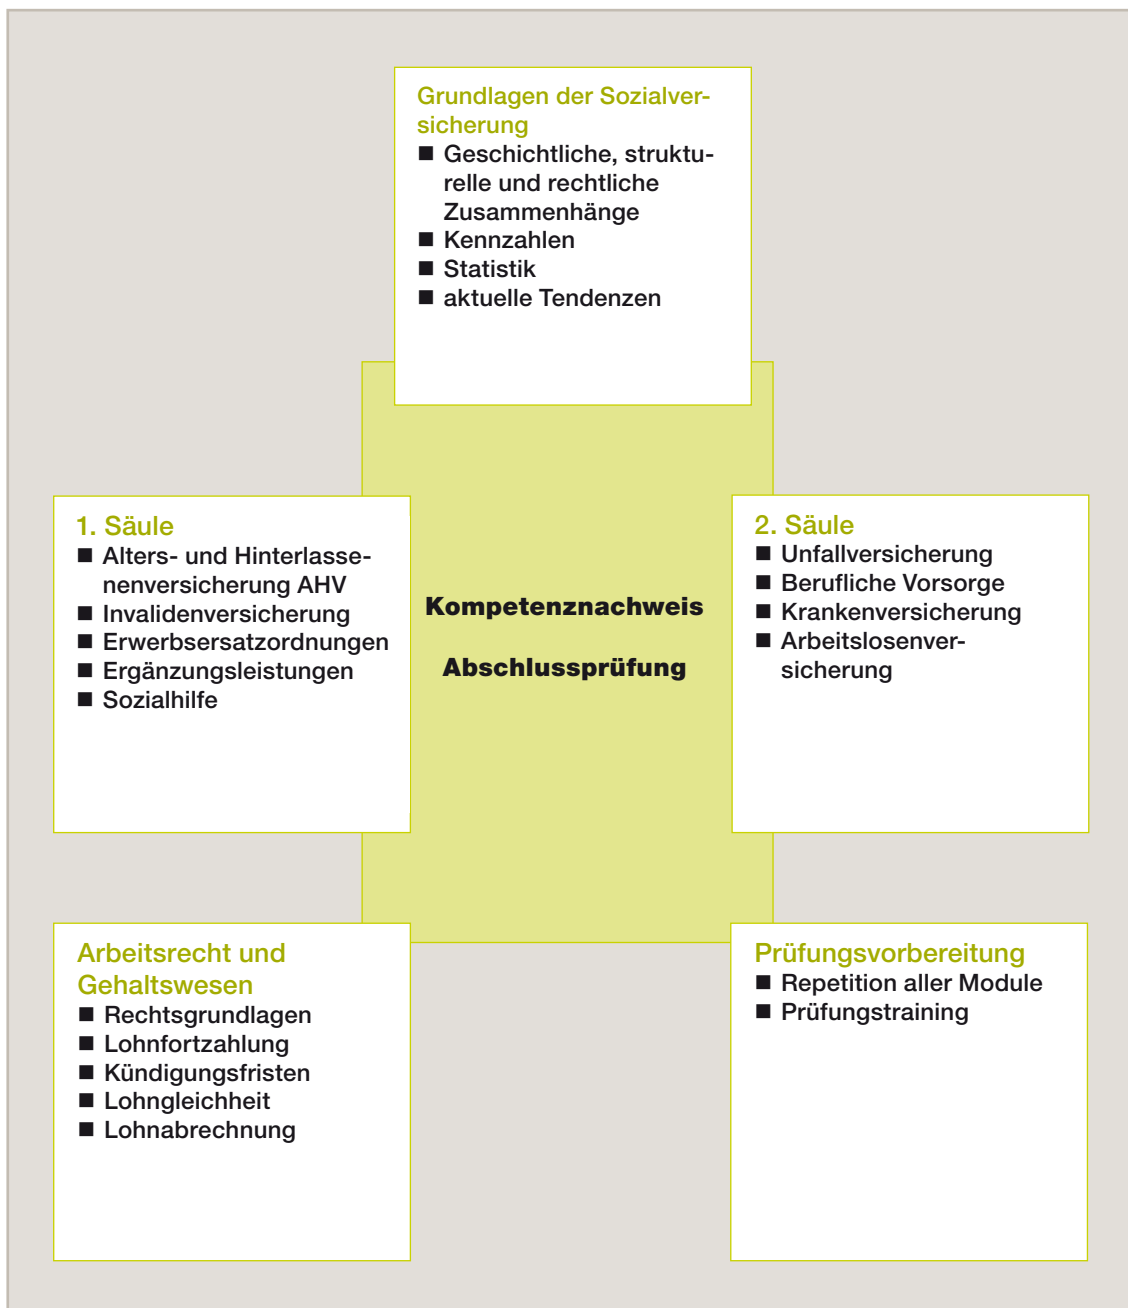 Grundlagen der Sozialver-
sicherung
■ Geschichtliche, struktu-
relle und rechtliche
Zusammenhänge
■ Kennzahlen
■ Statistik
■ aktuelle Tendenzen
1. Säule
■ Alters- und Hinterlasse-
nenversicherung AHV
■ Invalidenversicherung
■ Erwerbsersatzordnungen
■ Ergänzungsleistungen
■ Sozialhilfe
Kompetenznachweis
Abschlussprüfung
2. Säule
■ Unfallversicherung
■ Berufliche Vorsorge
■ Krankenversicherung
■ Arbeitslosenver-
sicherung
Arbeitsrecht und
Gehaltswesen
■ Rechtsgrundlagen
■ Lohnfortzahlung
■ Kündigungsfristen
■ Lohngleichheit
■ Lohnabrechnung
Prüfungsvorbereitung
■ Repetition aller Module
■ Prüfungstraining